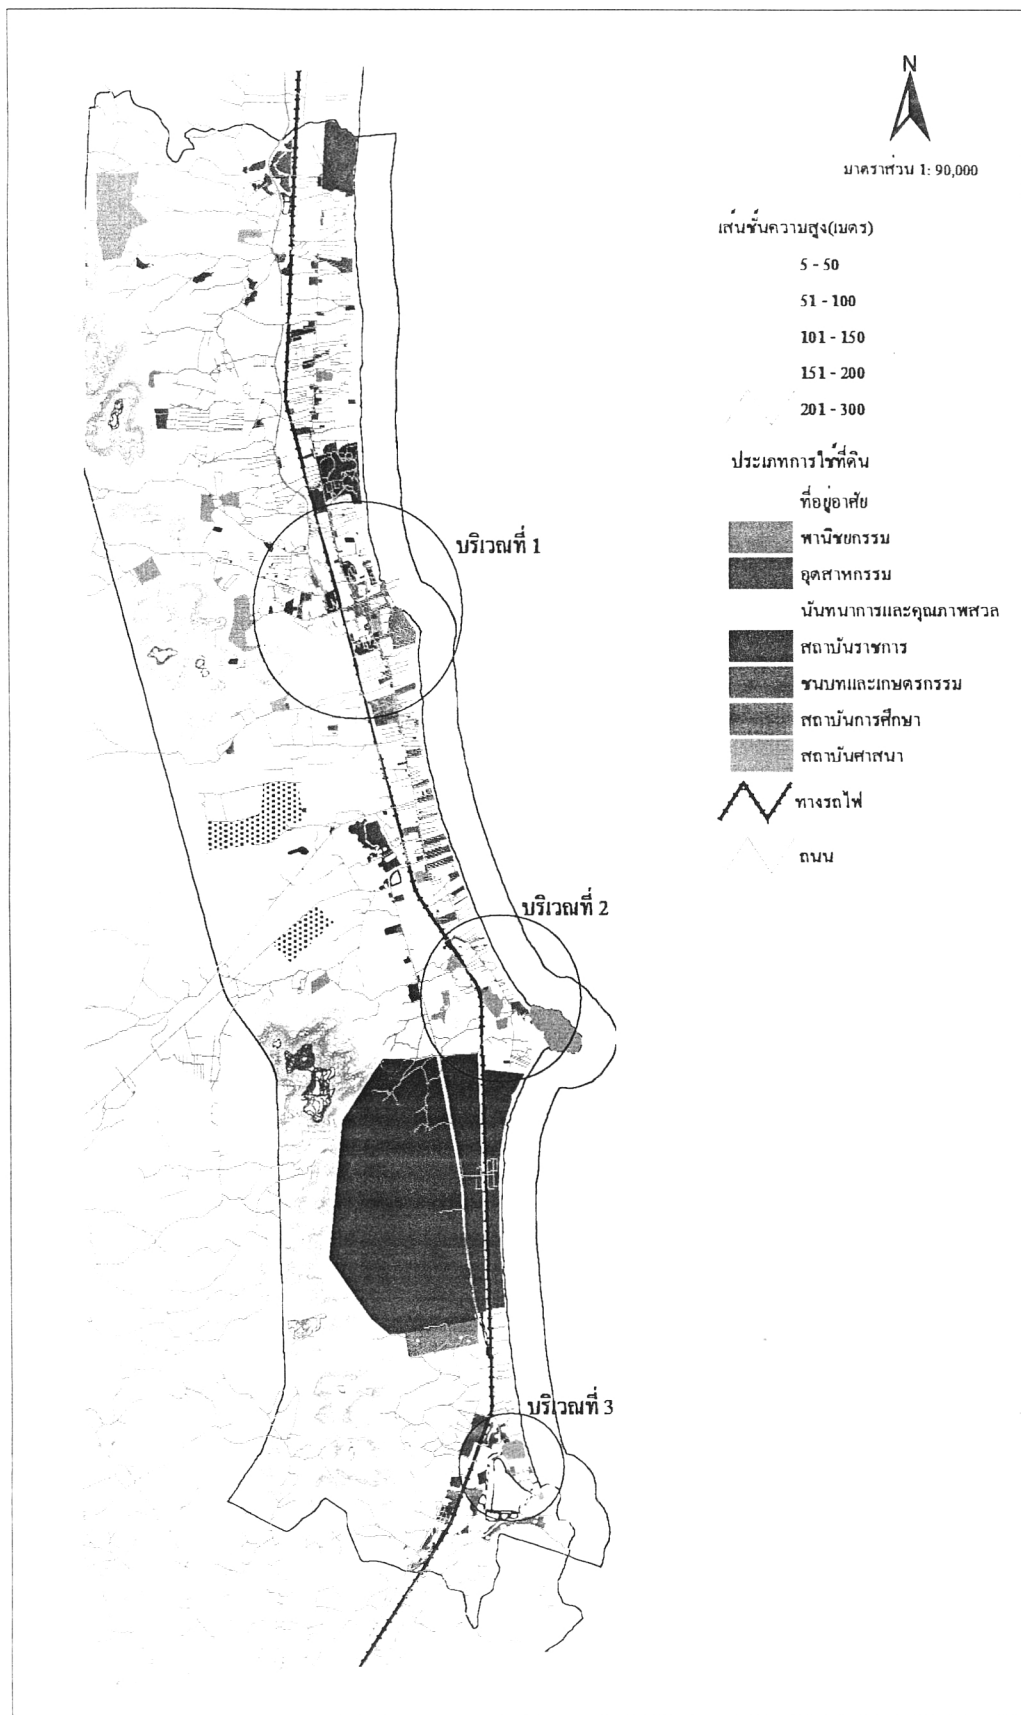 N
มาตราส่วน 1: 90,000
เส้นชั้นความสูง(เมตร)
5 - 50
51 - 100
101 - 150
151 - 200
201 - 300
ประเภทการใช้ที่ดิน
ที่อยู่อาศัย
พานิชยกรรม
อุตสาหกรรม
นันทนาการและคุณภาพสวล
สถาบันราชการ
ชนบทและเกษตรกรรม
สถาบันการศึกษา
สถาบันศาสนา
ทางรถไฟ
ถนน
บริเวณที่ 1
บริเวณที่ 2
บริเวณที่ 3